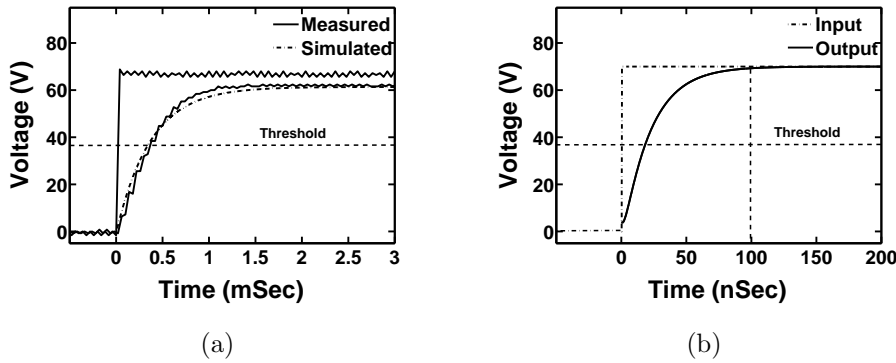 Measured
Simulated
80
60
40
20
0
Voltage (V)
Threshold
0
0.5
1
1.5
2
2.5
3
Time (mSec)
(a)
Input
Output
80
60
40
20
0
Voltage (V)
Threshold
0
50
100
150
200
Time (nSec)
(b)